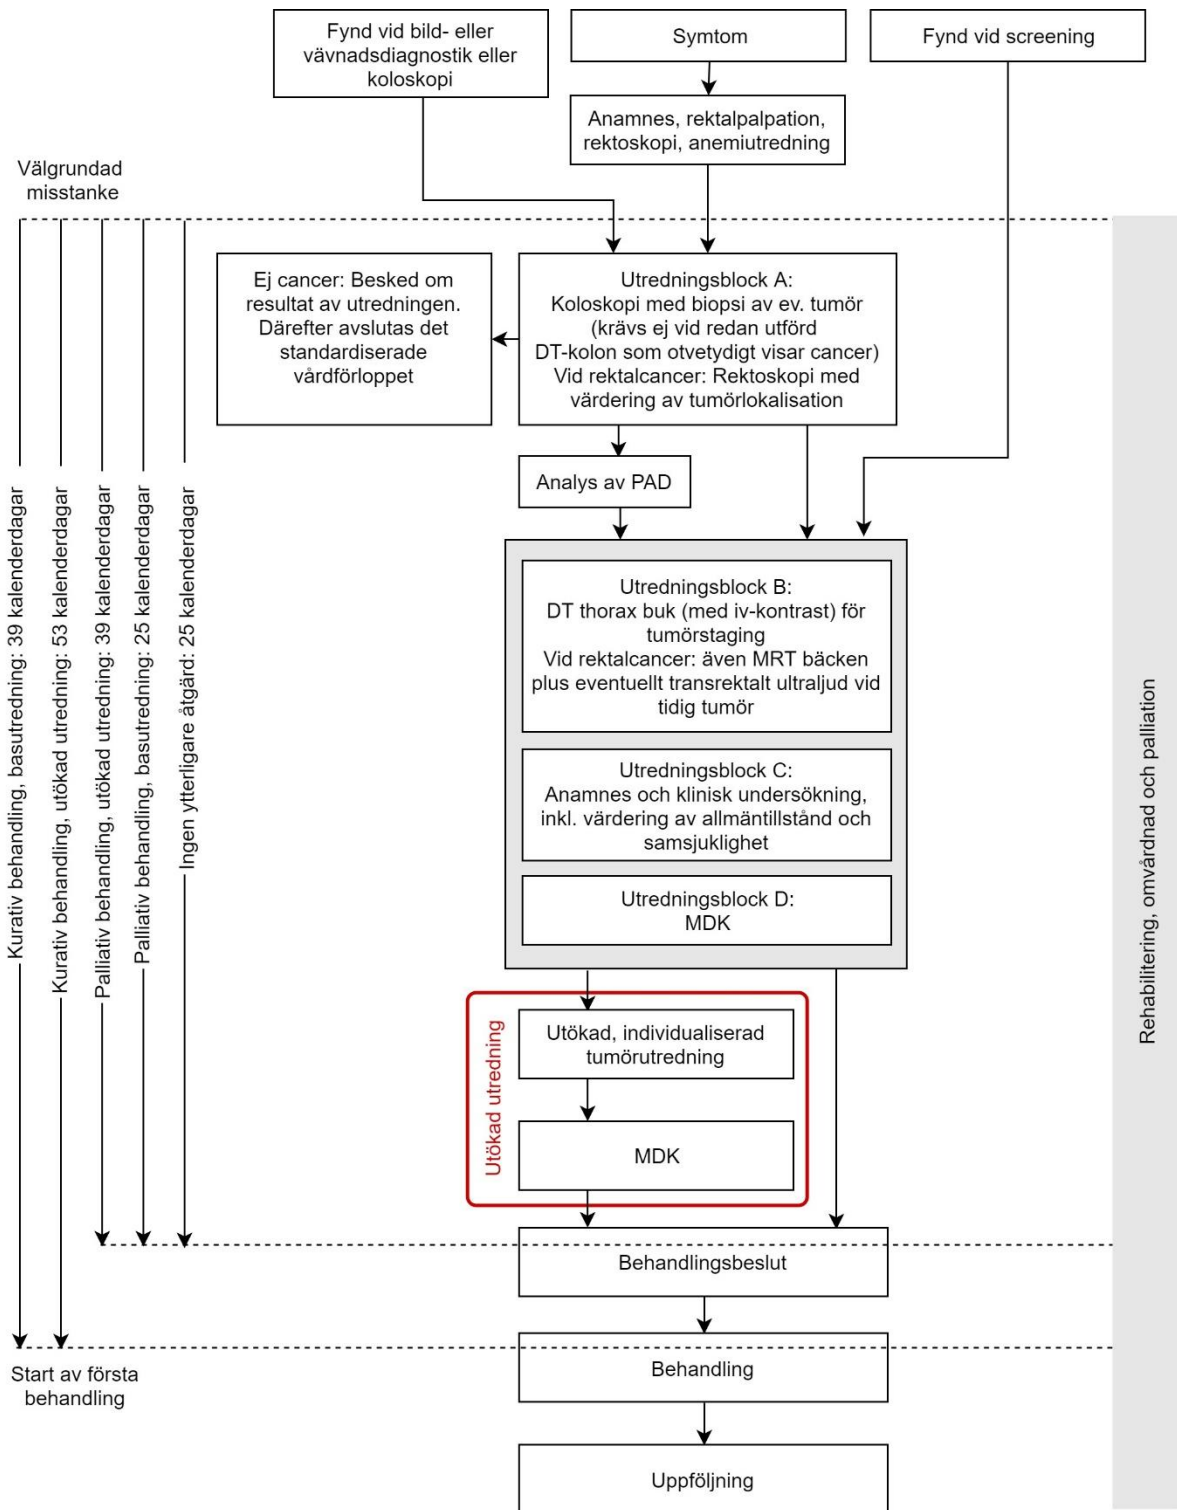 Fynd vid bild- eller
vävnadsdiagnostik eller
koloskopi
Symtom
Fynd vid screening
Anamnes, rektalpalpation,
rektoskopi, anemiutredning
Välgrundad
misstanke
Ej cancer: Besked om
resultat av utredningen.
Därefter avslutas det
standardiserade
vårdförloppet
Utredningsblock A:
Koloskopi med biopsi av ev. tumör
(krävs ej vid redan utförd
DT-kolon som otvetydigt visar cancer)
Vid rektalcancer: Rektoskopi med
värdering av tumörlokalisation
Analys av PAD
Kurativ behandling, basutredning: 39 kalenderdagar
Kurativ behandling, utökad utredning: 53 kalenderdagar
Palliativ behandling, utökad utredning: 39 kalenderdagar
Palliativ behandling, basutredning: 25 kalenderdagar
Ingen ytterligare åtgärd: 25 kalenderdagar
Utredningsblock B:
DT thorax buk (med iv-kontrast) för
tumörstaging
Vid rektalcancer: även MRT bäcken
plus eventuellt transrektalt ultraljud vid
tidig tumör
Utredningsblock C:
Anamnes och klinisk undersökning,
inkl. värdering av allmäntillstånd och
samsjuklighet
Utredningsblock D:
MDK
Rehabilitering, omvårdnad och palliation
Utökad utredning
Utökad, individualiserad
tumörutredning
MDK
Behandlingsbeslut
Start av första
behandling
Behandling
Uppföljning